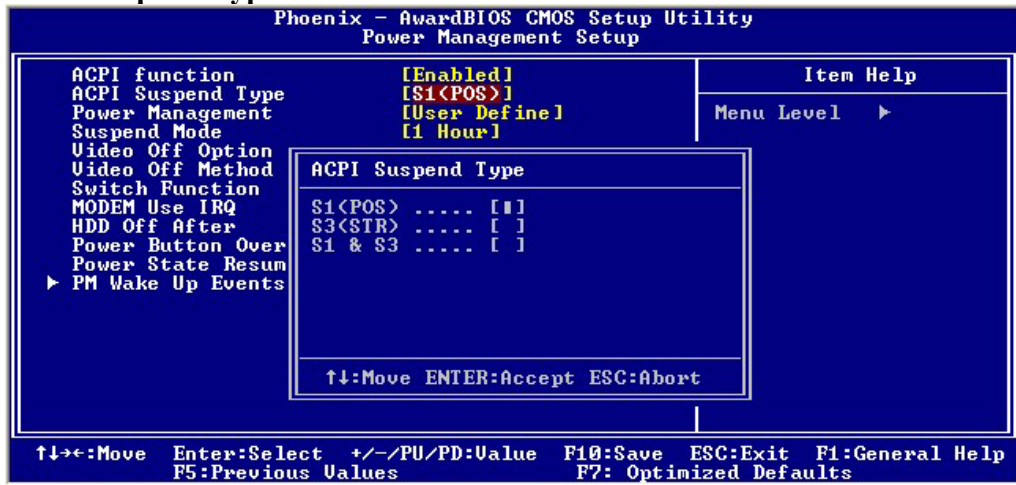 Phoenix - AwardBIOS CMOS Setup Utility
Power Management Setup
ACPI function [Enabled]
ACPI Suspend Type [S1(POS)]
Power Management [User Define]
Suspend Mode [1 Hour]
Video Off Option
Video Off Method
Switch Function
MODEM Use IRQ
HDD Off After
Power Button Over
Power State Resum
▶ PM Wake Up Events
Item Help
Menu Level ▶
ACPI Suspend Type
S1(POS) ..... [▮]
S3(STR) ..... [ ]
S1 & S3 ..... [ ]
↑↓:Move ENTER:Accept ESC:Abort
↑↓→←:Move Enter:Select +/-/PU/PD:Value F10:Save ESC:Exit F1:General Help
F5:Previous Values F7: Optimized Defaults